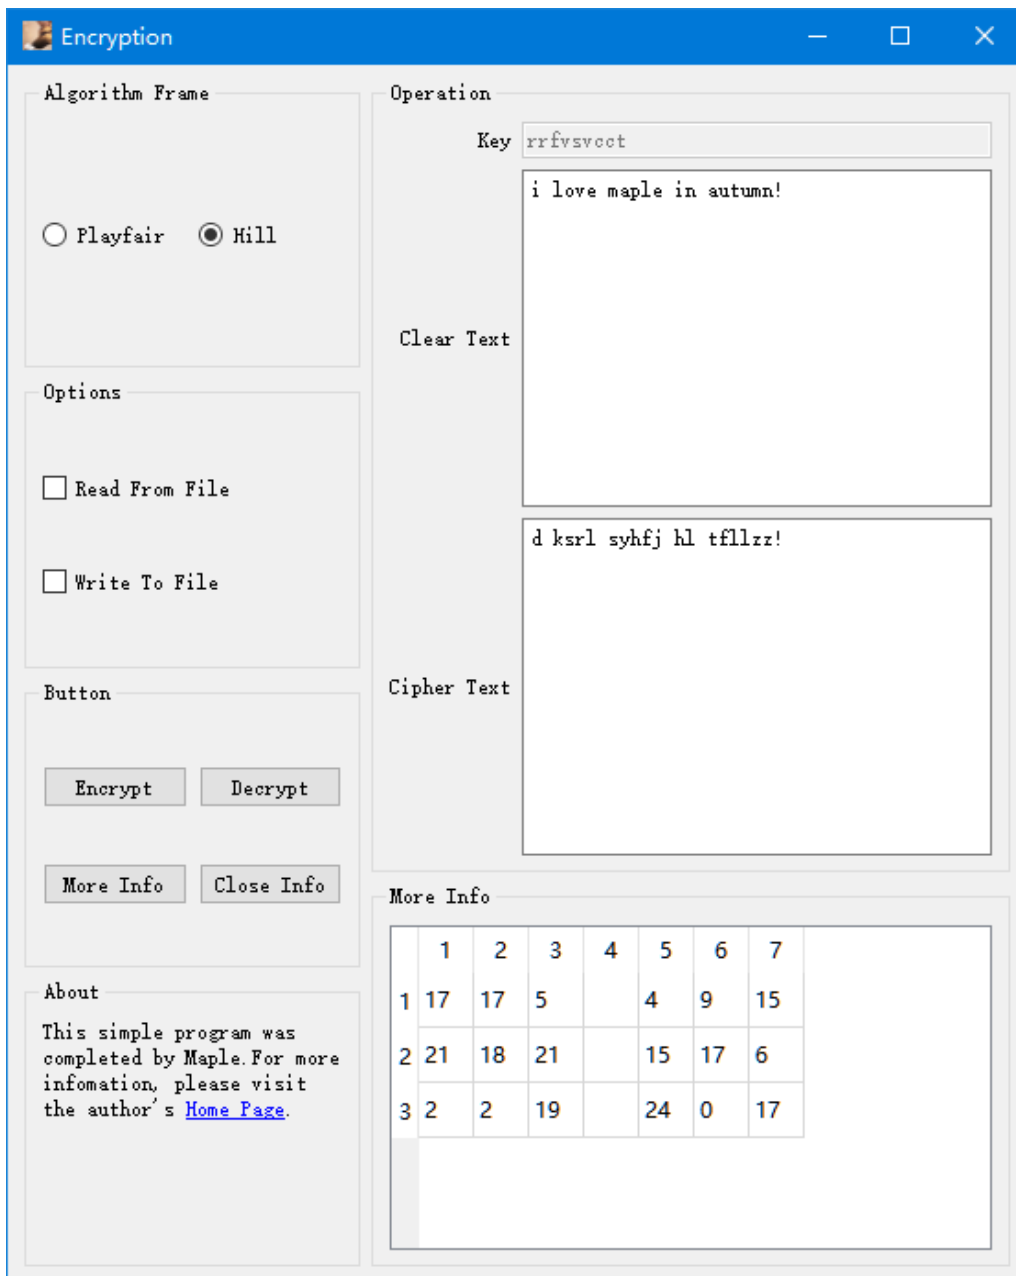 Encryption
Algorithm Frame
Playfair Hill
Options
Read From File
Write To File
Button
Encrypt Decrypt
More Info Close Info
About
This simple program was
completed by Maple.For more
infomation, please visit
the author's Home Page.
Operation
Key rrfvsvcct
Clear Text
i love maple in autumn!
Cipher Text
d ksrl syhfj hl tfllzz!
More Info
1 2 3 4 5 6 7
1 17 17 5 4 9 15
2 21 18 21 15 17 6
3 2 2 19 24 0 17